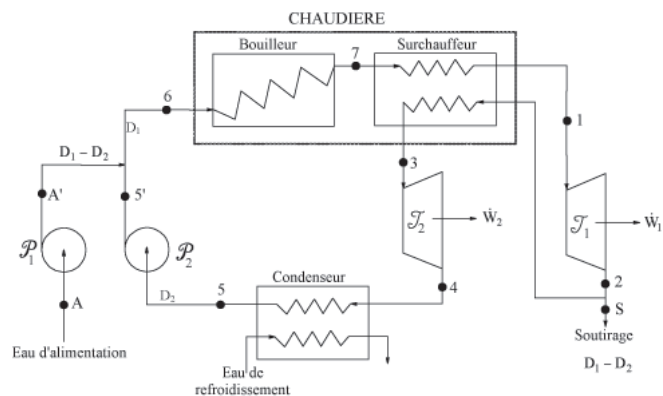 CHAUDIERE
Bouilleur
7
Surchauffeur
6
D₁
1
D₁ – D₂
3
A'
5'
𝒫₁
𝒫₂
𝒯₂
Ẇ₂
𝒯₁
Ẇ₁
Condenseur
2
A
D₂
5
4
S
Eau d'alimentation
Soutirage
Eau de
refroidissement
D₁ – D₂